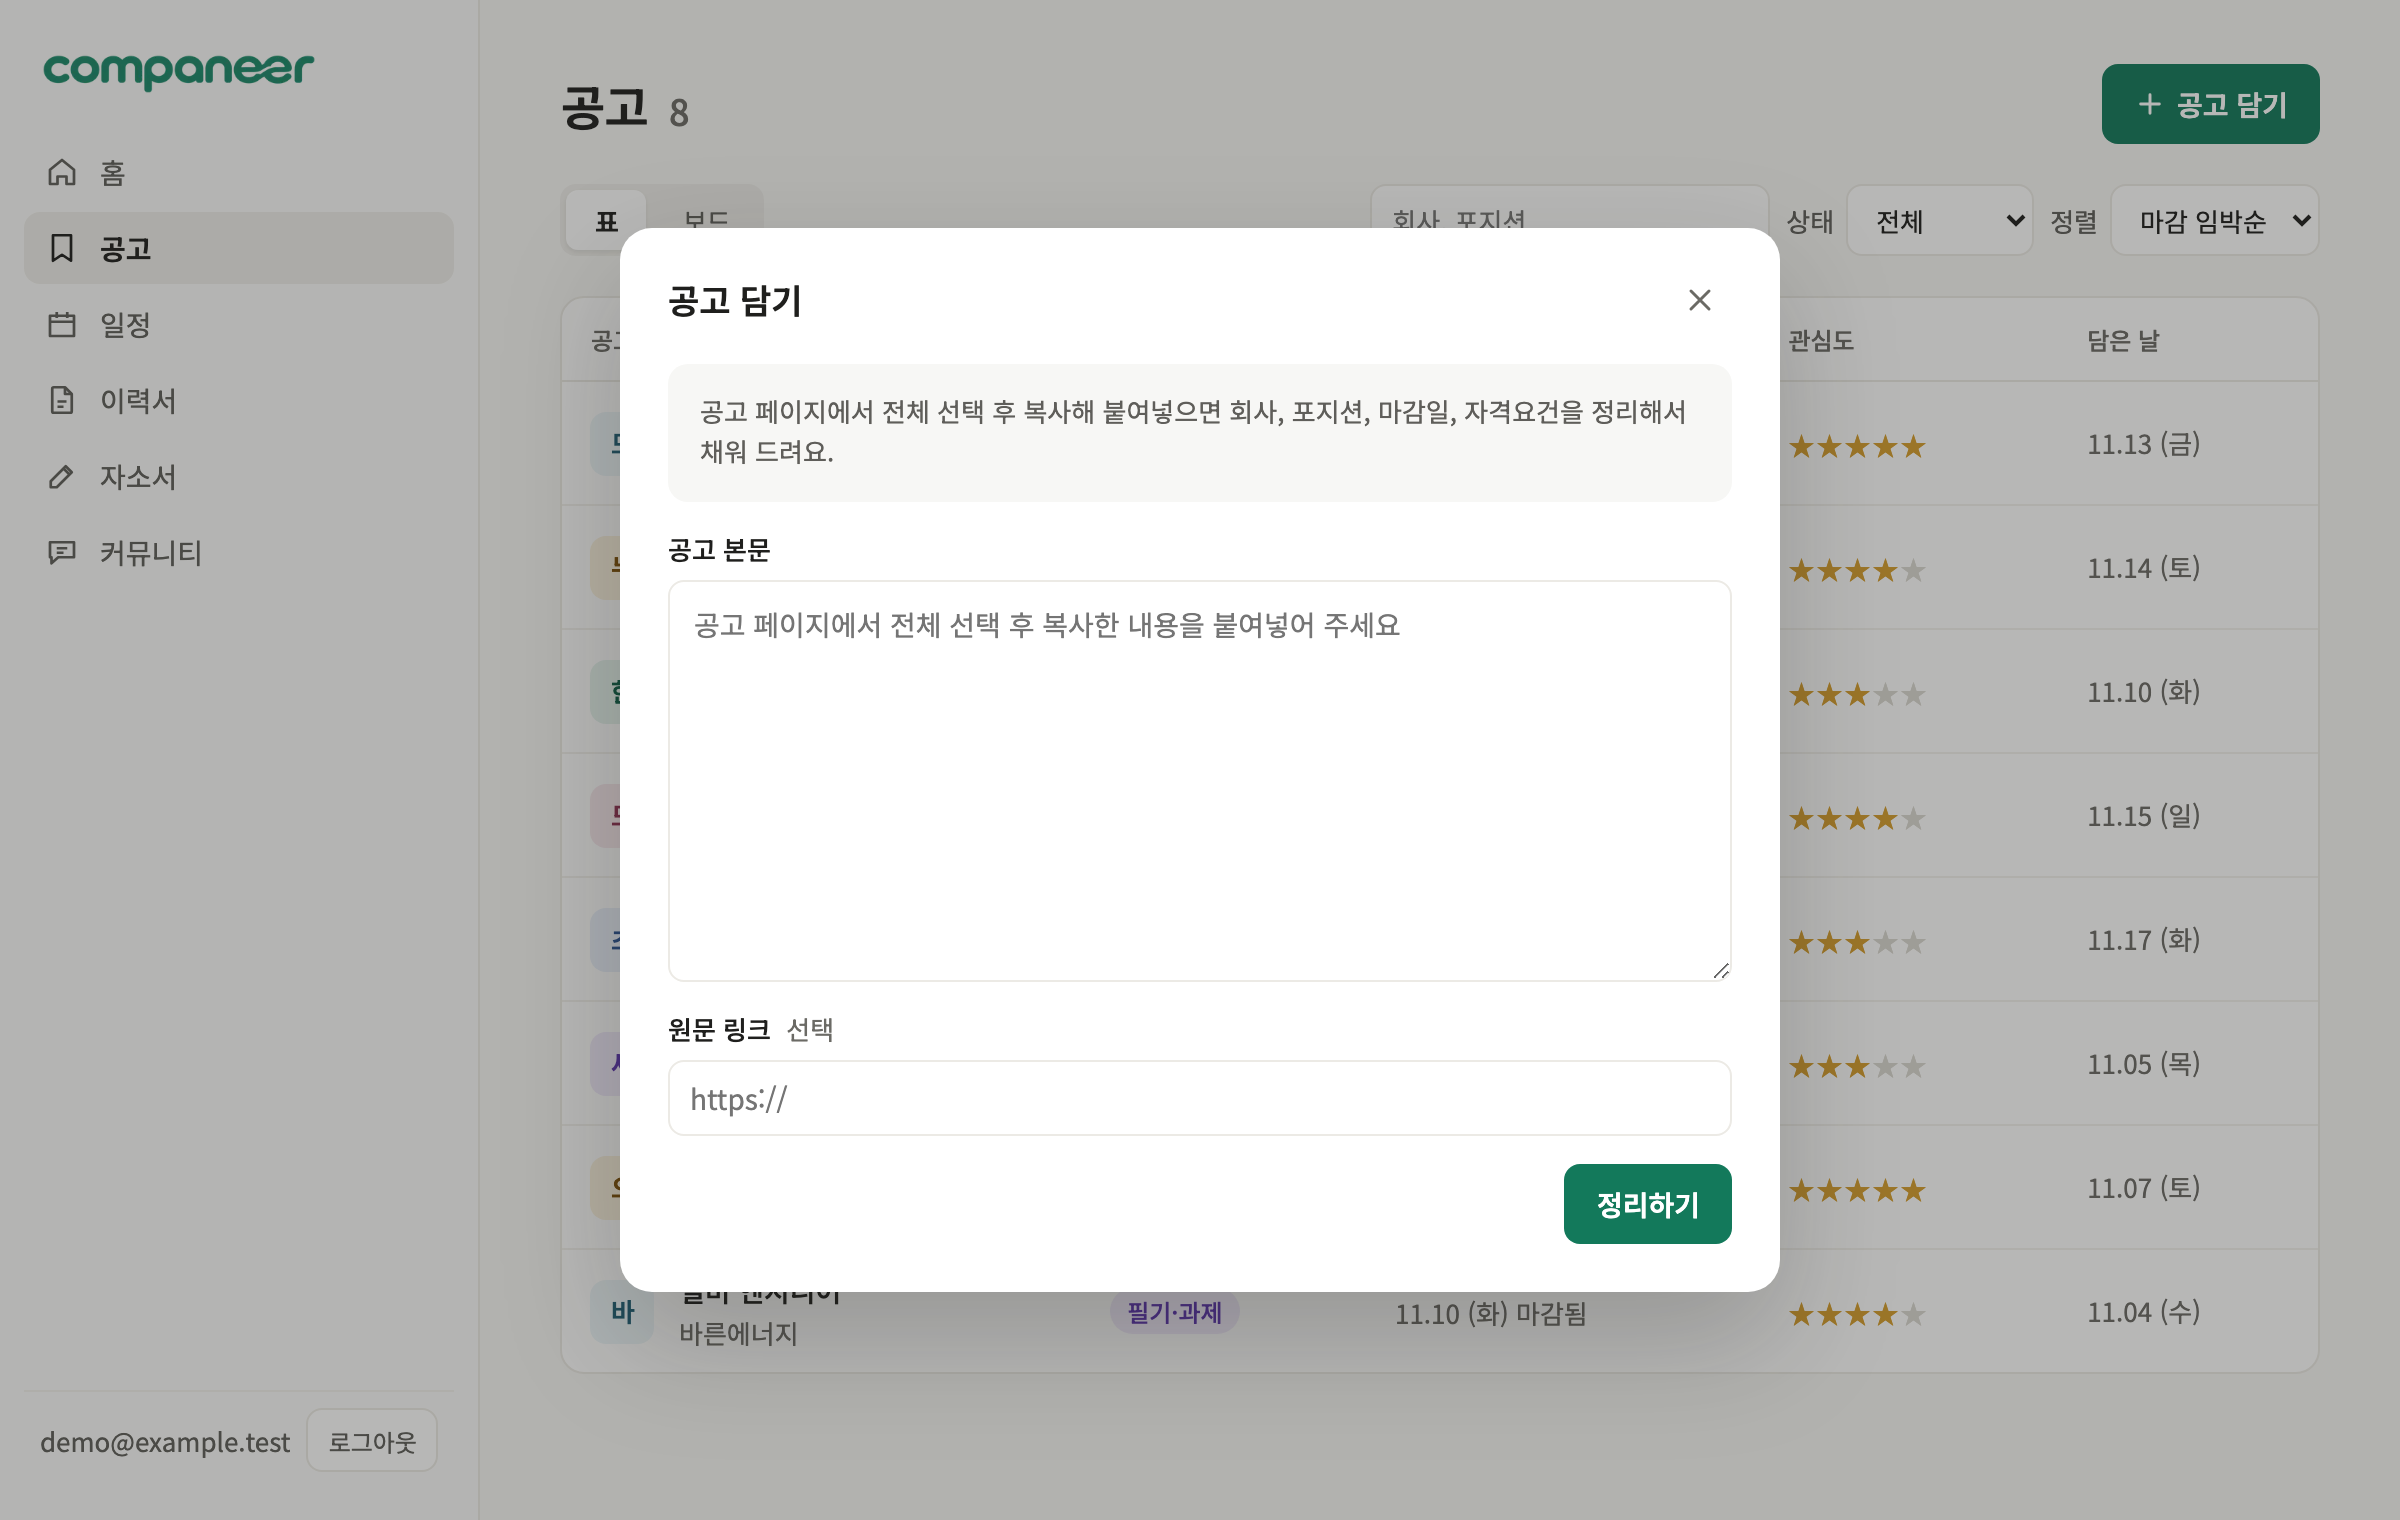 companeer
홈
공고
일정
이력서
자소서
커뮤니티
demo@example.test
로그아웃
공고 8
+ 공고 담기
표
보드
회사, 포지션
상태
전체
정렬
마감 임박순
관심도
담은 날
★★★★★
11.13 (금)
★★★★★
11.14 (토)
★★★★★
11.10 (화)
★★★★★
11.15 (일)
★★★★★
11.17 (화)
★★★★★
11.05 (목)
★★★★★
11.07 (토)
바
바른에너지
필기·과제
11.10 (화) 마감됨
★★★★★
11.04 (수)
공고 담기
공고 페이지에서 전체 선택 후 복사해 붙여넣으면 회사, 포지션, 마감일, 자격요건을 정리해서
채워 드려요.
공고 본문
공고 페이지에서 전체 선택 후 복사한 내용을 붙여넣어 주세요
원문 링크 선택
https://
정리하기